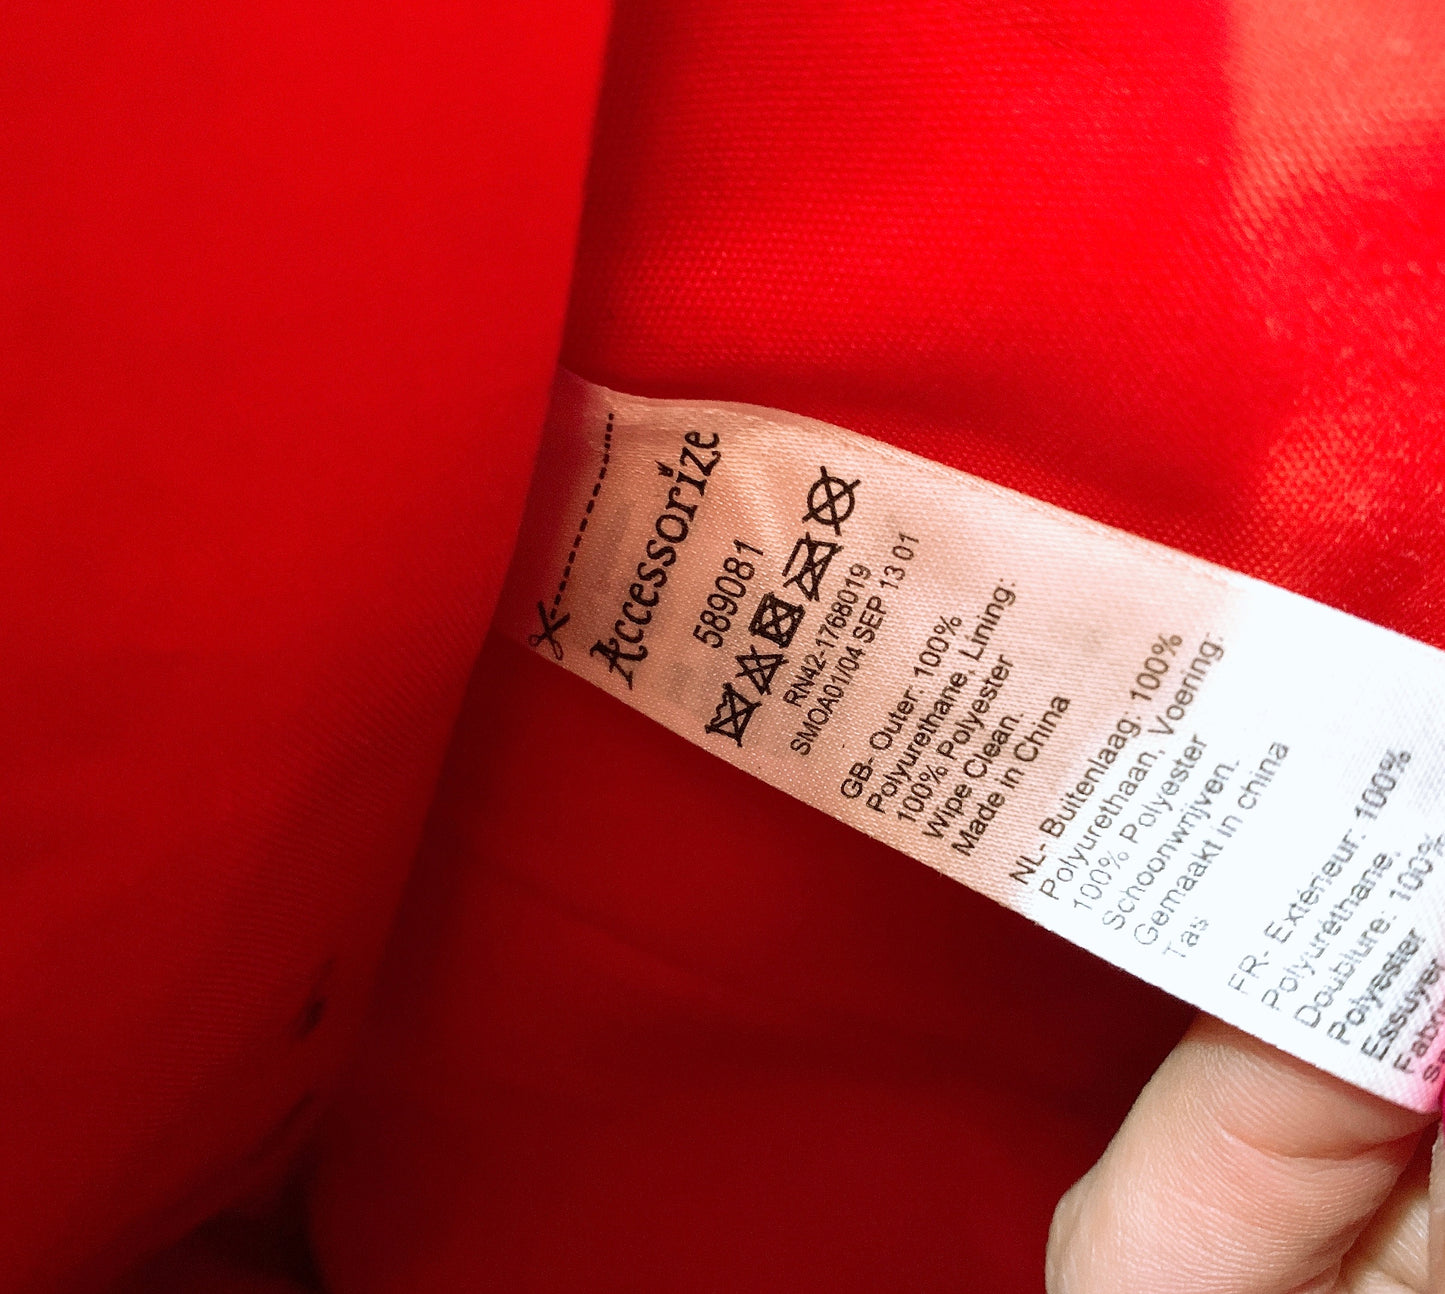 Accessorize
589081
RN42-1768019
SMOA01/04 SEP 13 01
GB- Outer: 100%
Polyurethane, Lining:
100% Polyester
Wipe Clean.
Made in China
NL- Buitenlaag: 100%
Polyurethaan, Voering:
100% Polyester
Schoonwrijven.
Gemaakt in china
Tas
FR- Extérieur: 100%
Polyuréthane.
Doublure: 100%
Polyester
Essuyer